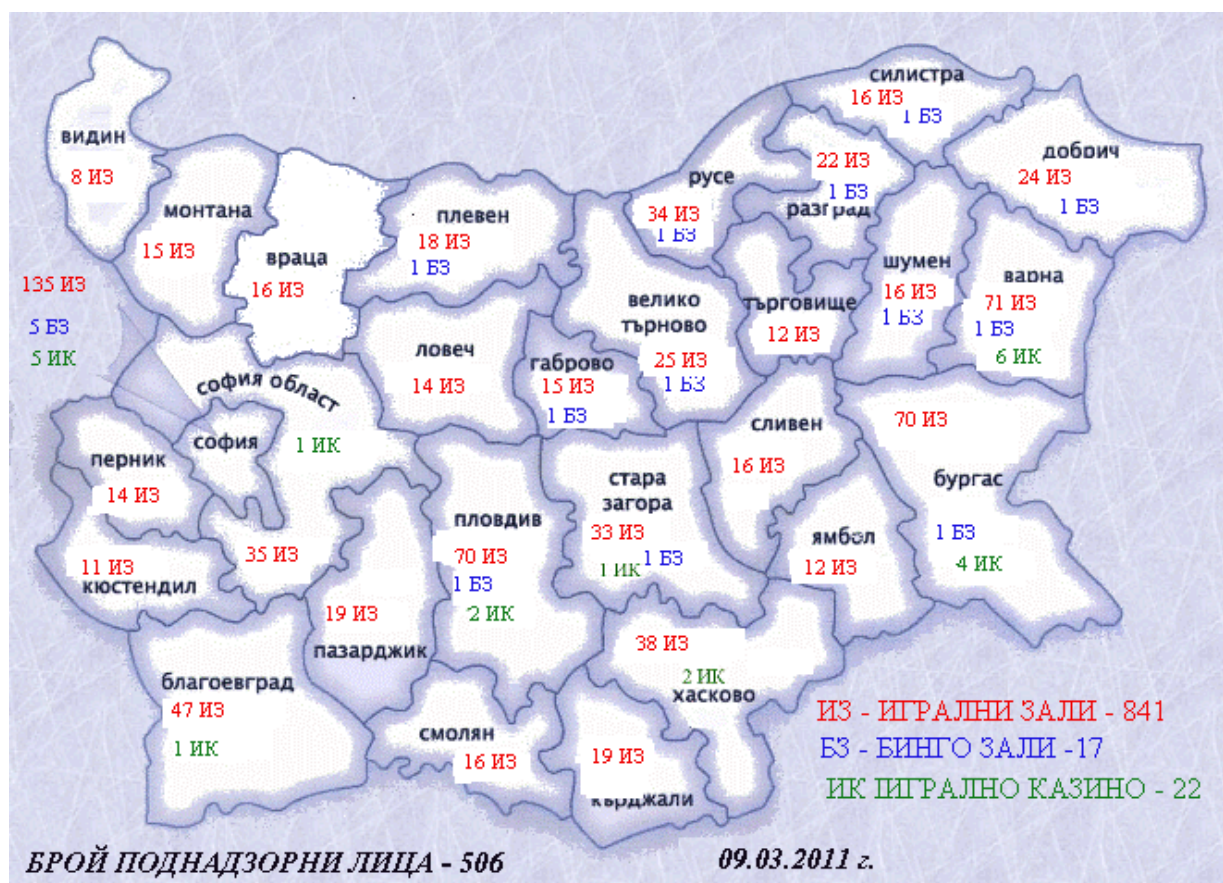 силистра
16 ИЗ
1 БЗ
видин
8 ИЗ
добрич
24 ИЗ
1 БЗ
русе
34 ИЗ
1 БЗ
22 ИЗ
1 БЗ
разград
монтана
15 ИЗ
плевен
18 ИЗ
1 БЗ
враца
16 ИЗ
шумен
16 ИЗ
1 БЗ
варна
71 ИЗ
1 БЗ
6 ИК
135 ИЗ
5 БЗ
5 ИК
велико
търново
25 ИЗ
1 БЗ
търговище
12 ИЗ
ловеч
14 ИЗ
габрово
15 ИЗ
1 БЗ
софия област
1 ИК
35 ИЗ
софия
сливен
16 ИЗ
70 ИЗ
бургас
1 БЗ
4 ИК
перник
14 ИЗ
стара
загора
33 ИЗ
1 БЗ
1 ИК
пловдив
70 ИЗ
1 БЗ
2 ИК
ямбол
12 ИЗ
11 ИЗ
кюстендил
19 ИЗ
пазарджик
38 ИЗ
2 ИК
хасково
благоевград
47 ИЗ
1 ИК
смолян
16 ИЗ
19 ИЗ
кърджали
ИЗ - ИГРАЛНИ ЗАЛИ - 841
БЗ - БИНГО ЗАЛИ -17
ИК ПИГРАЛНО КАЗИНО - 22
БРОЙ ПОДНАДЗОРНИ ЛИЦА - 506
09.03.2011 г.